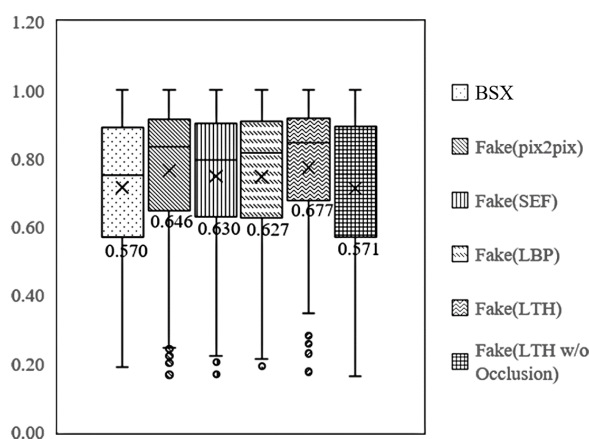 1.20
1.00
0.80
0.60
0.40
0.20
0.00
0.570
0.646
0.630
0.627
0.677
0.571
BSX
Fake(pix2pix)
Fake(SEF)
Fake(LBP)
Fake(LTH)
Fake(LTH w/o
Occlusion)